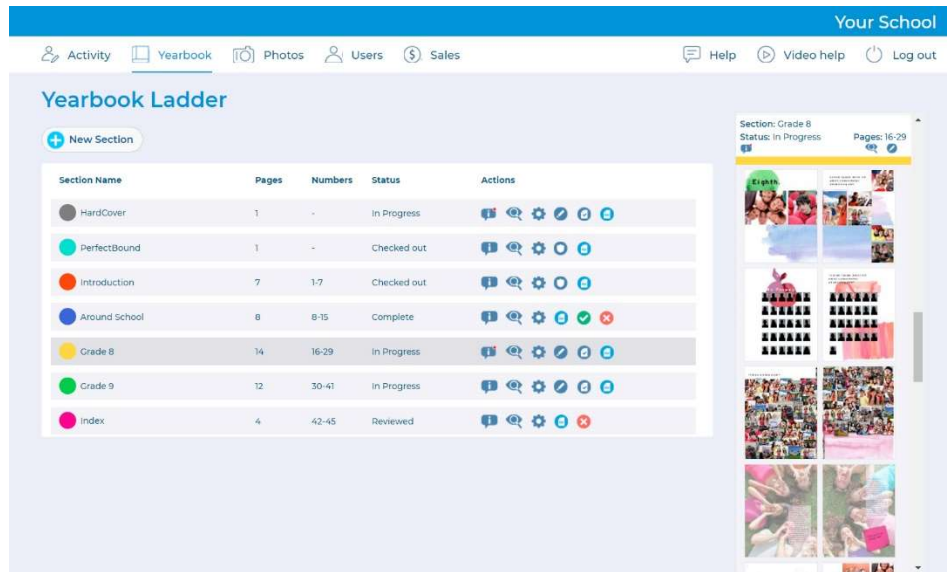 Your School
Activity Yearbook Photos Users Sales Help Video help Log out
Yearbook Ladder
New Section
Section Name Pages Numbers Status Actions
HardCover 1 - In Progress
PerfectBound 1 - Checked out
Introduction 7 1-7 Checked out
Around School 8 8-15 Complete
Grade 8 14 16-29 In Progress
Grade 9 12 30-41 In Progress
Index 4 42-45 Reviewed
Section: Grade 8
Status: In Progress Pages: 16-29
Eighth